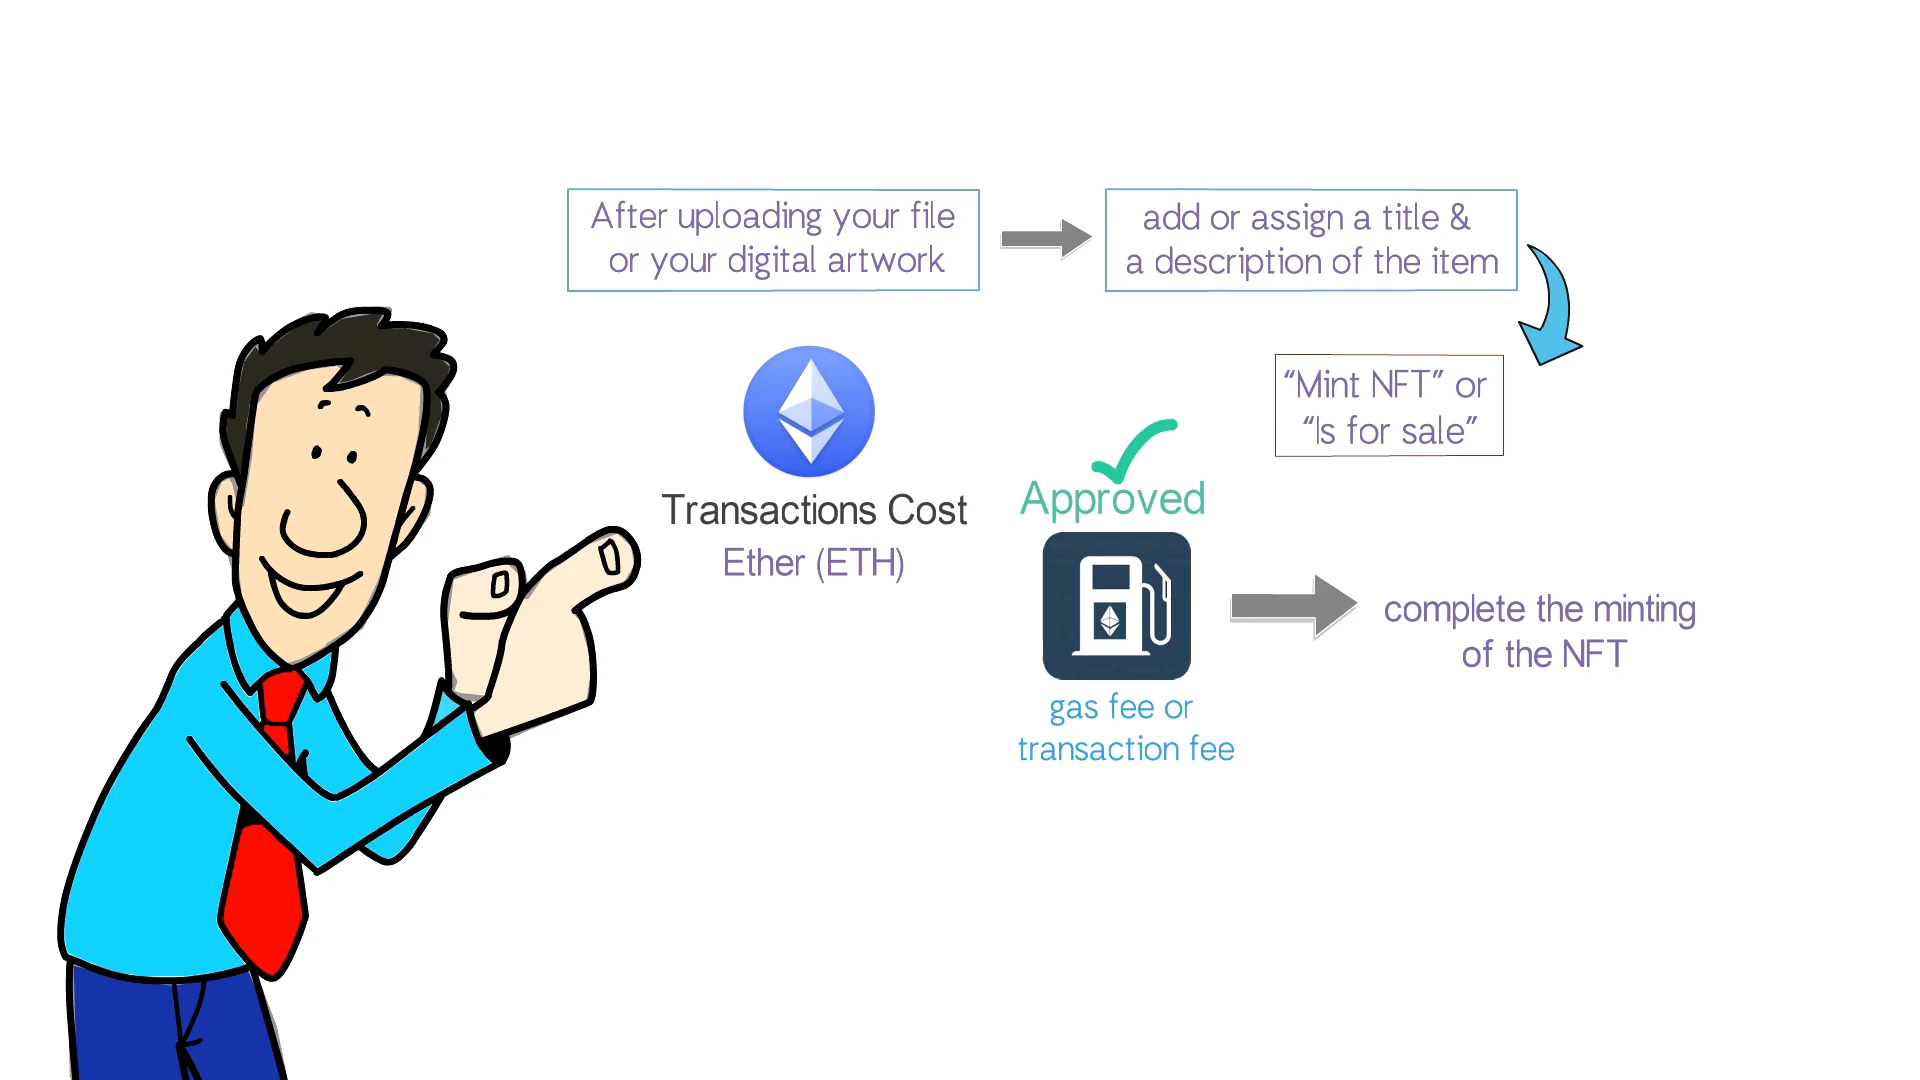 After uploading your file
or your digital artwork
add or assign a title &
a description of the item
“Mint NFT” or
“Is for sale”
Transactions Cost
Ether (ETH)
Approved
gas fee or
transaction fee
complete the minting
of the NFT